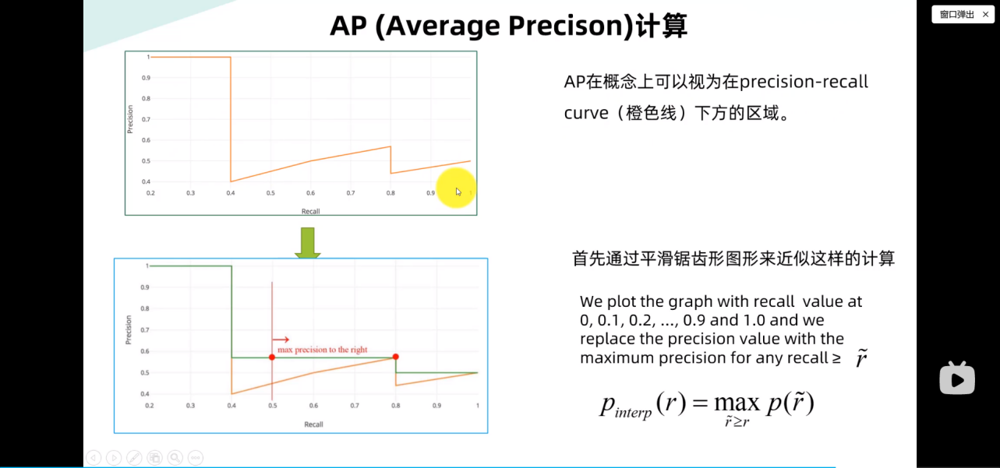 窗口弹出 ×
AP (Average Precison)计算
1
0.9
0.8
0.7
0.6
0.5
0.4
Precision
0.2 0.3 0.4 0.5 0.6 0.7 0.8 0.9 1
Recall
AP在概念上可以视为在precision-recall
curve（橙色线）下方的区域。
1
0.9
0.8
0.7
0.6
0.5
0.4
Precision
max precision to the right
0.2 0.3 0.4 0.5 0.6 0.7 0.8 0.9 1
Recall
首先通过平滑锯齿形图形来近似这样的计算
We plot the graph with recall value at
0, 0.1, 0.2, ..., 0.9 and 1.0 and we
replace the precision value with the
maximum precision for any recall ≥ r̃
p_interp(r) = max_{r̃≥r} p(r̃)